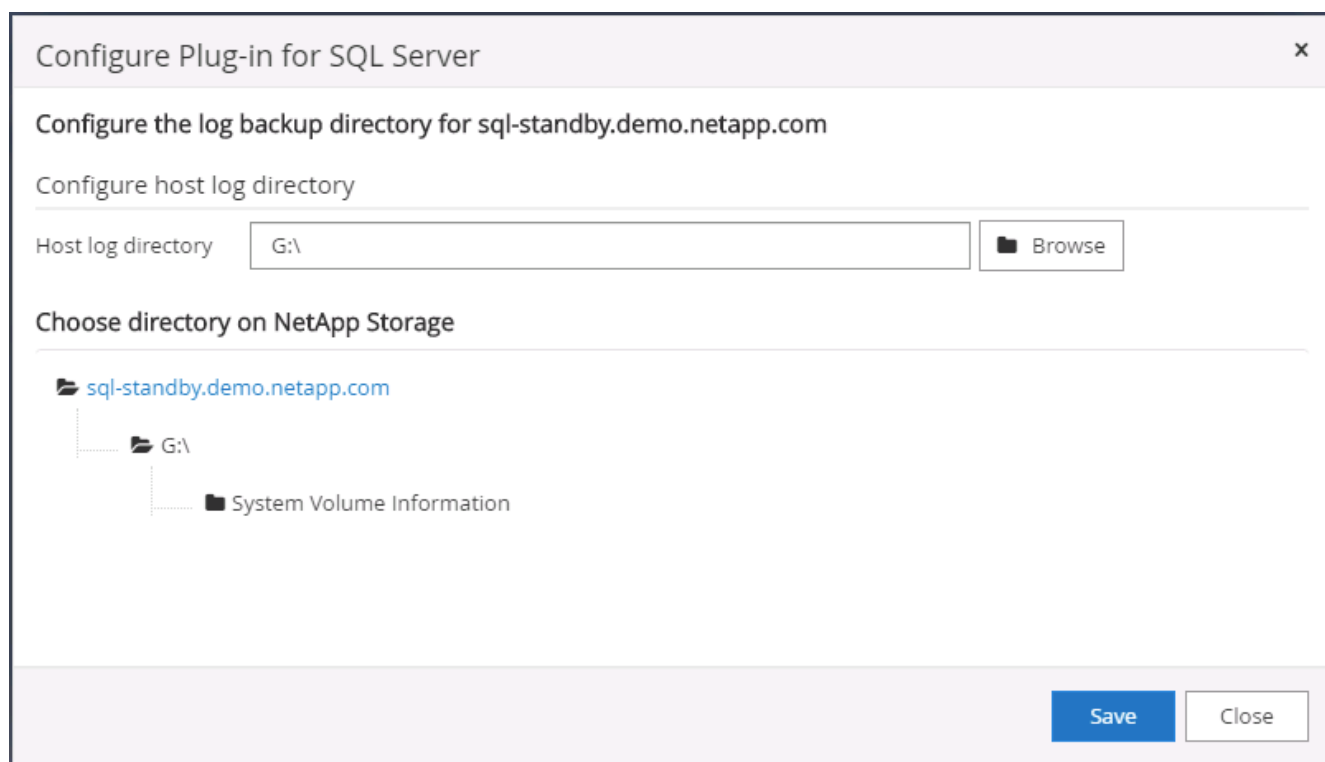 Configure Plug-in for SQL Server
×
Configure the log backup directory for sql-standby.demo.netapp.com
Configure host log directory
Host log directory G:\ Browse
Choose directory on NetApp Storage
sql-standby.demo.netapp.com
G:\
System Volume Information
Save Close